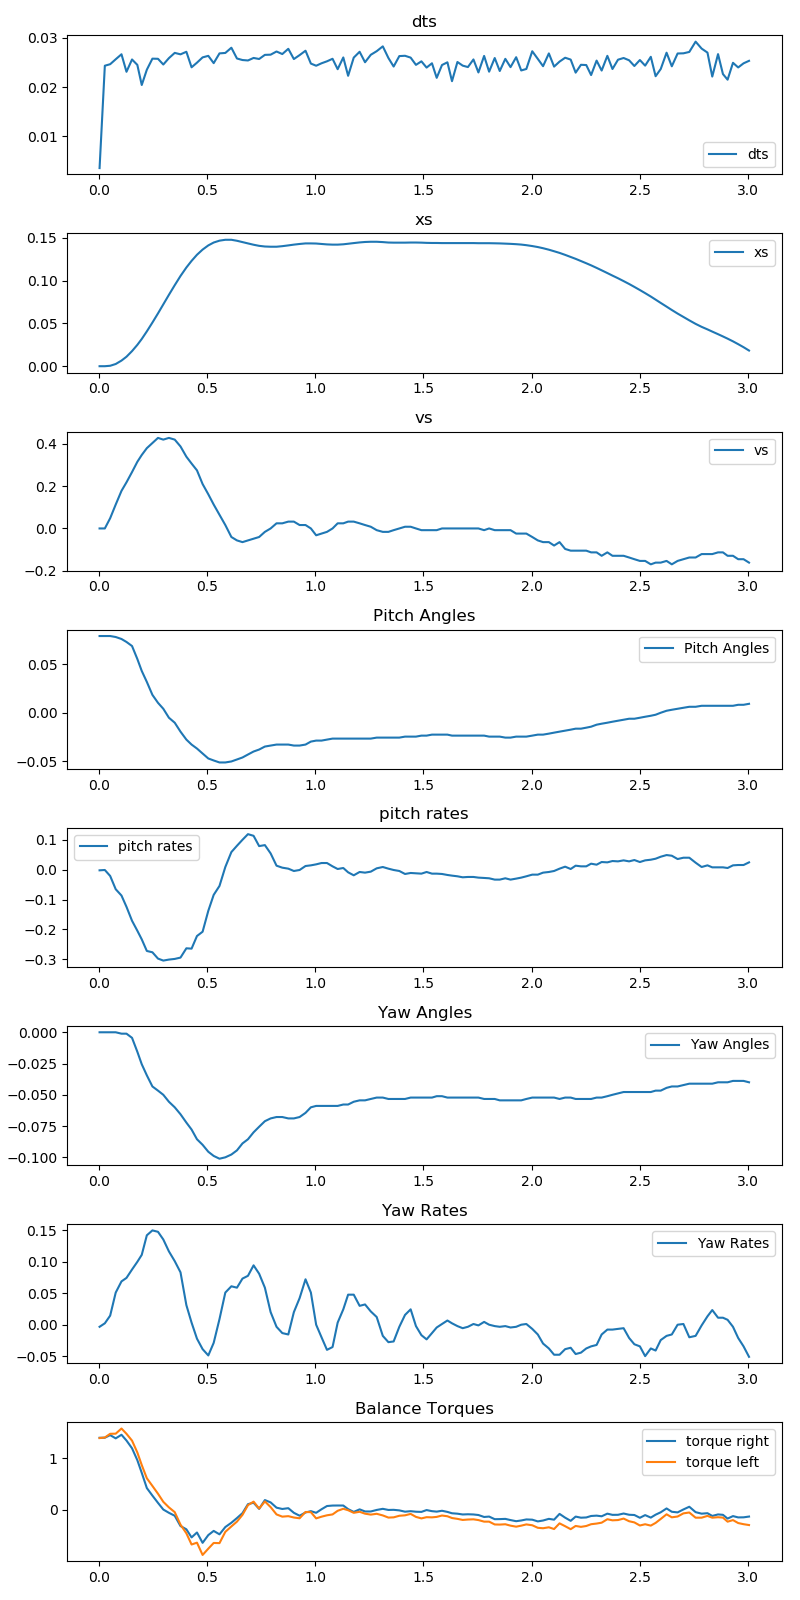 dts
0.03
0.02
0.01
dts
0.0 0.5 1.0 1.5 2.0 2.5 3.0
xs
0.15
0.10
0.05
0.00
xs
0.0 0.5 1.0 1.5 2.0 2.5 3.0
vs
0.4
0.2
0.0
−0.2
vs
0.0 0.5 1.0 1.5 2.0 2.5 3.0
Pitch Angles
0.05
0.00
−0.05
Pitch Angles
0.0 0.5 1.0 1.5 2.0 2.5 3.0
pitch rates
0.1
0.0
−0.1
−0.2
−0.3
pitch rates
0.0 0.5 1.0 1.5 2.0 2.5 3.0
Yaw Angles
0.000
−0.025
−0.050
−0.075
−0.100
Yaw Angles
0.0 0.5 1.0 1.5 2.0 2.5 3.0
Yaw Rates
0.15
0.10
0.05
0.00
−0.05
Yaw Rates
0.0 0.5 1.0 1.5 2.0 2.5 3.0
Balance Torques
1
0
torque right
torque left
0.0 0.5 1.0 1.5 2.0 2.5 3.0